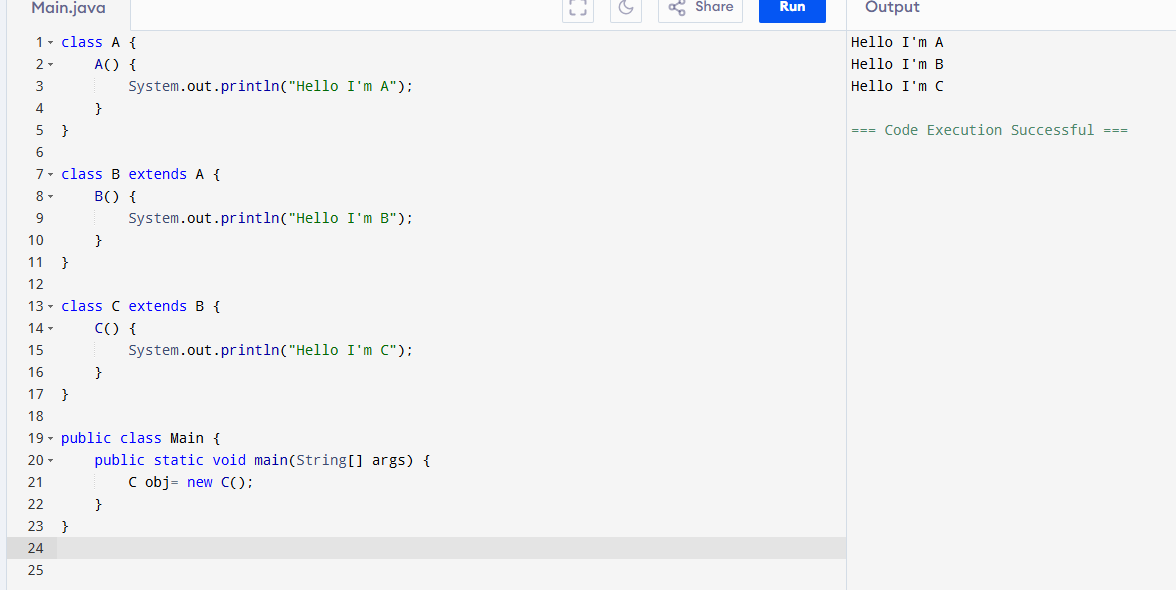 Main.java
Share
Run
Output
1 class A {
2     A() {
3         System.out.println("Hello I'm A");
4     }
5 }
6
7 class B extends A {
8     B() {
9         System.out.println("Hello I'm B");
10     }
11 }
12
13 class C extends B {
14     C() {
15         System.out.println("Hello I'm C");
16     }
17 }
18
19 public class Main {
20     public static void main(String[] args) {
21         C obj= new C();
22     }
23 }
24
25
Hello I'm A
Hello I'm B
Hello I'm C
=== Code Execution Successful ===